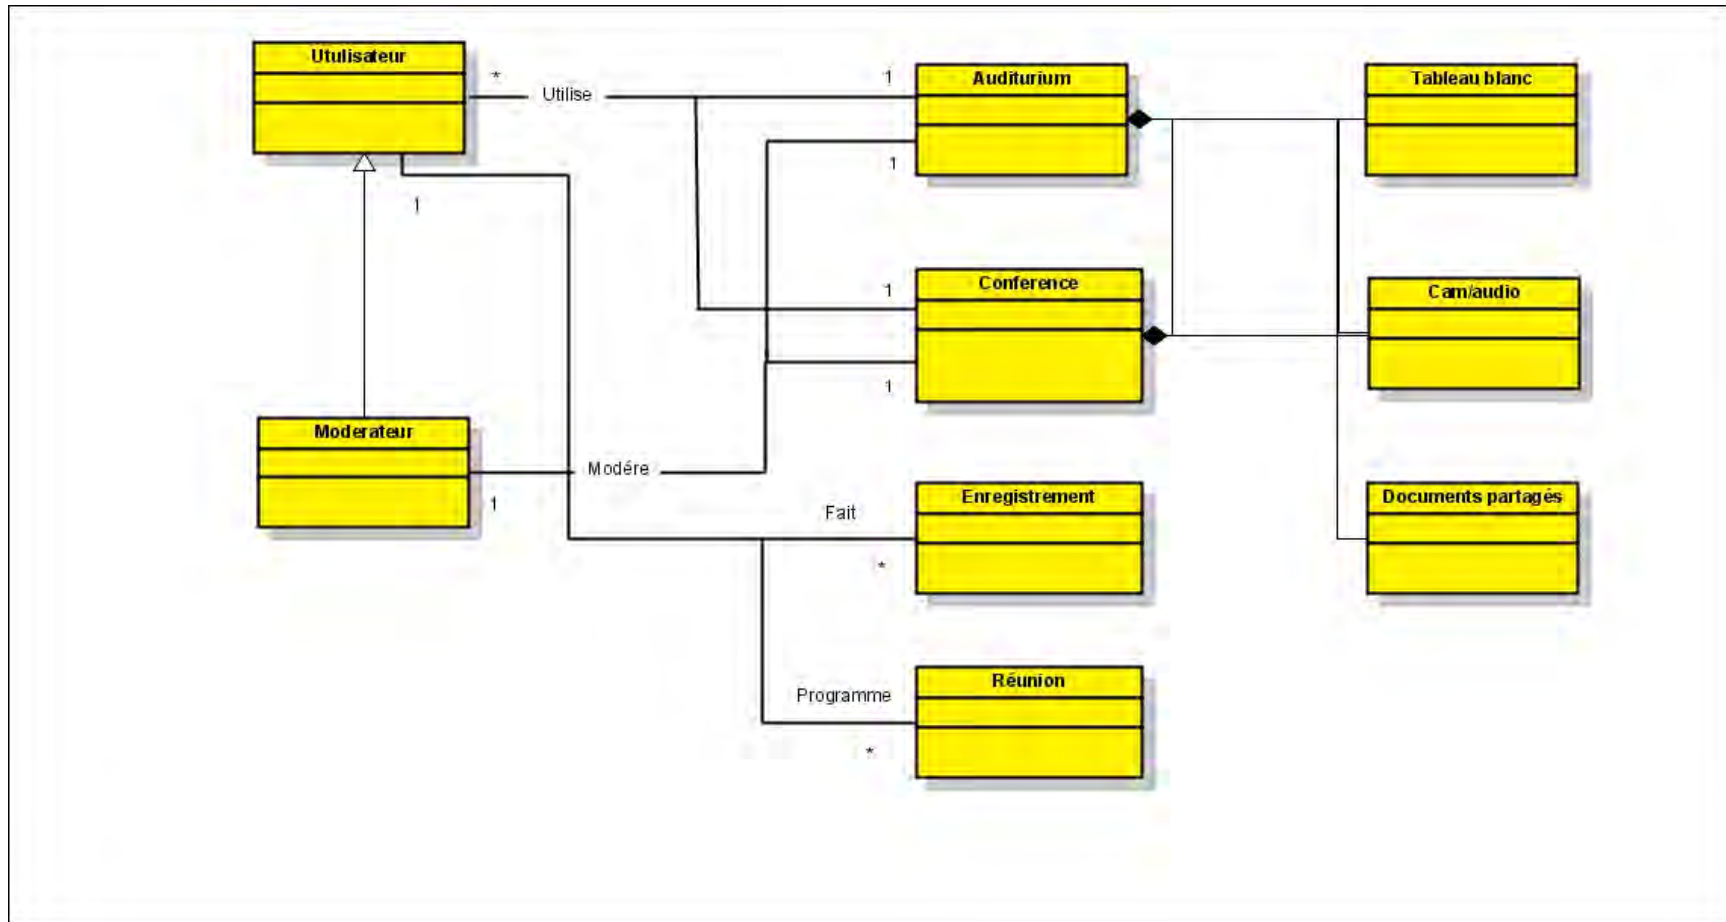 Utulisateur
*
Utilise
1
Auditurium
Tableau blanc
1
1
1
Conference
Cam/audio
1
Moderateur
Modére
1
Enregistrement
Documents partagés
Fait
*
Réunion
Programme
*